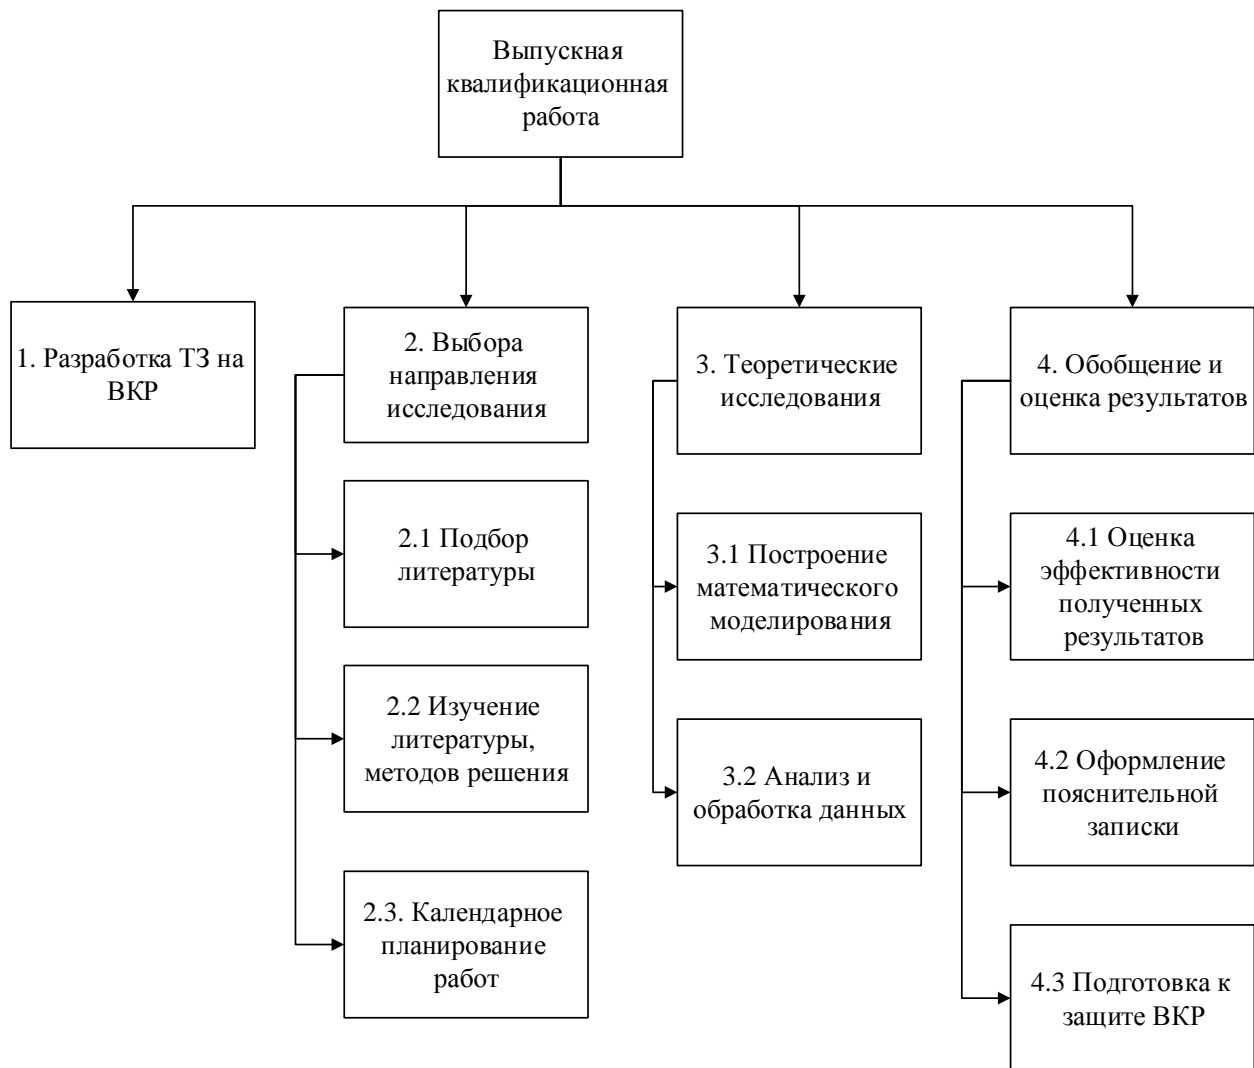 Выпускная
квалификационная
работа
1. Разработка ТЗ на
ВКР
2. Выбора
направления
исследования
3. Теоретические
исследования
4. Обобщение и
оценка результатов
2.1 Подбор
литературы
3.1 Построение
математического
моделирования
4.1 Оценка
эффективности
полученных
результатов
2.2 Изучение
литературы,
методов решения
3.2 Анализ и
обработка данных
4.2 Оформление
пояснительной
записки
2.3. Календарное
планирование
работ
4.3 Подготовка к
защите ВКР